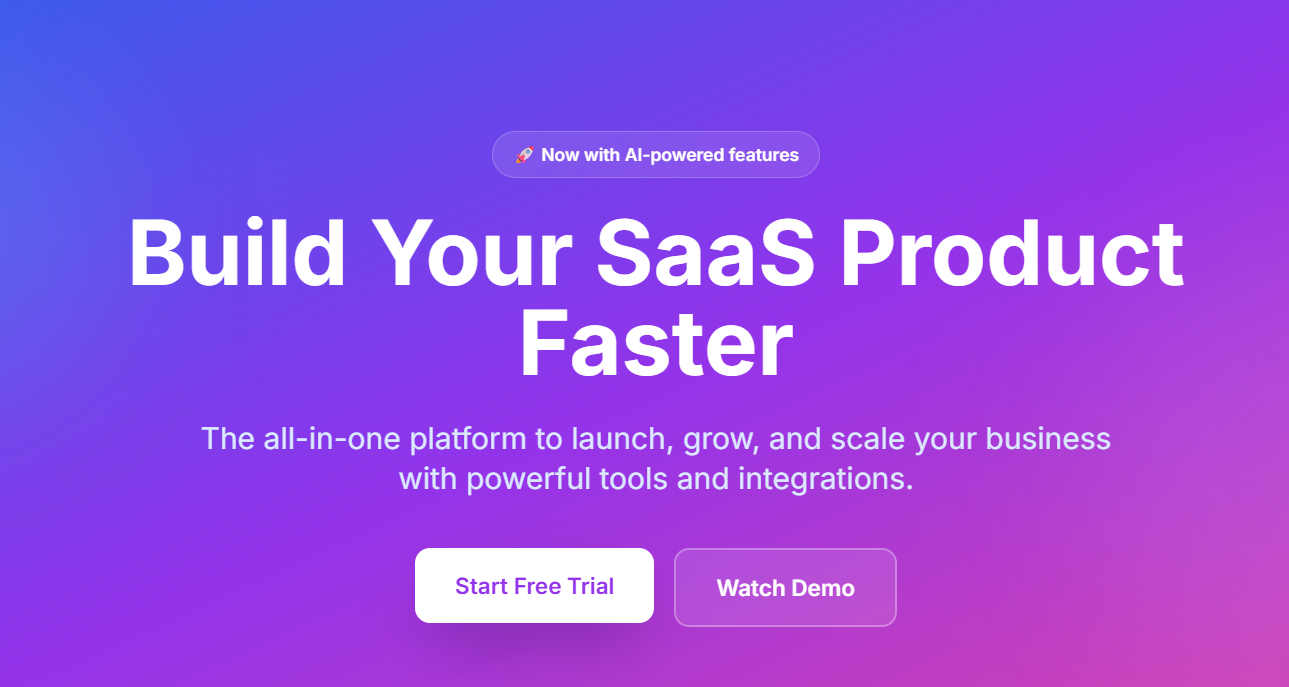 🚀 Now with AI-powered features
Build Your SaaS Product
Faster
The all-in-one platform to launch, grow, and scale your business
with powerful tools and integrations.
Start Free Trial
Watch Demo